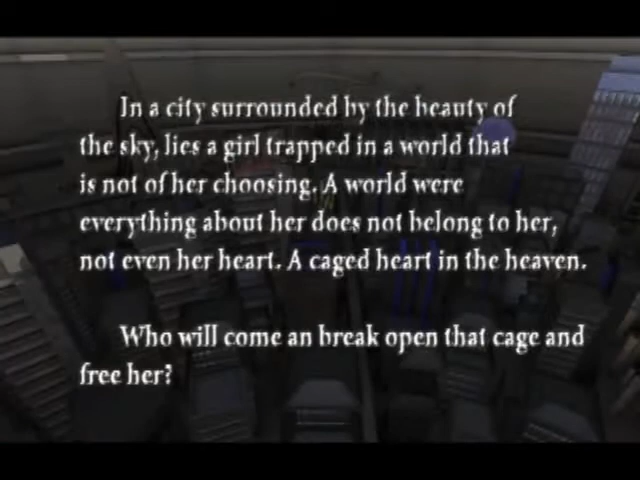 In a city surrounded by the beauty of
the sky, lies a girl trapped in a world that
is not of her choosing. A world were
everything about her does not belong to her,
not even her heart. A caged heart in the heaven.
Who will come an break open that cage and
free her?